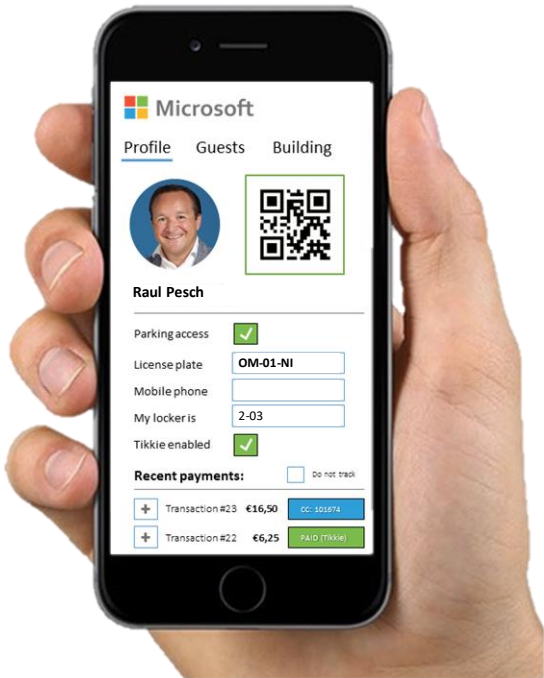 Microsoft
Profile Guests Building
Raul Pesch
Parking access
License plate OM-01-NI
Mobile phone
My locker is 2-03
Tikkie enabled
Recent payments: Do not track
+ Transaction #23 €16,50 CC: 101674
+ Transaction #22 €6,25 PAID (Tikkie)